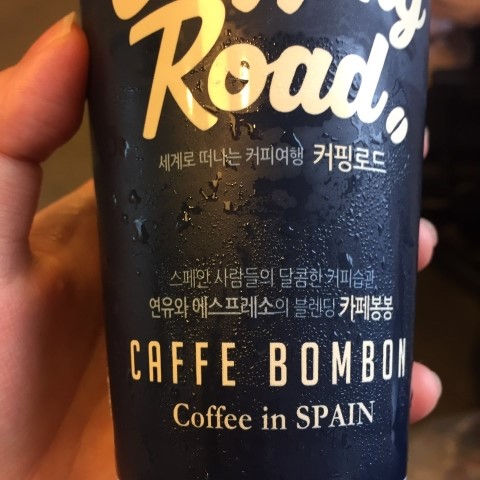 Road.
세계로 떠나는 커피여행 커핑로드
스페인 사람들의 달콤한 커피습관,
연유와 에스프레소의 블렌딩 카페봉봉
CAFFE BOMBON
Coffee in SPAIN